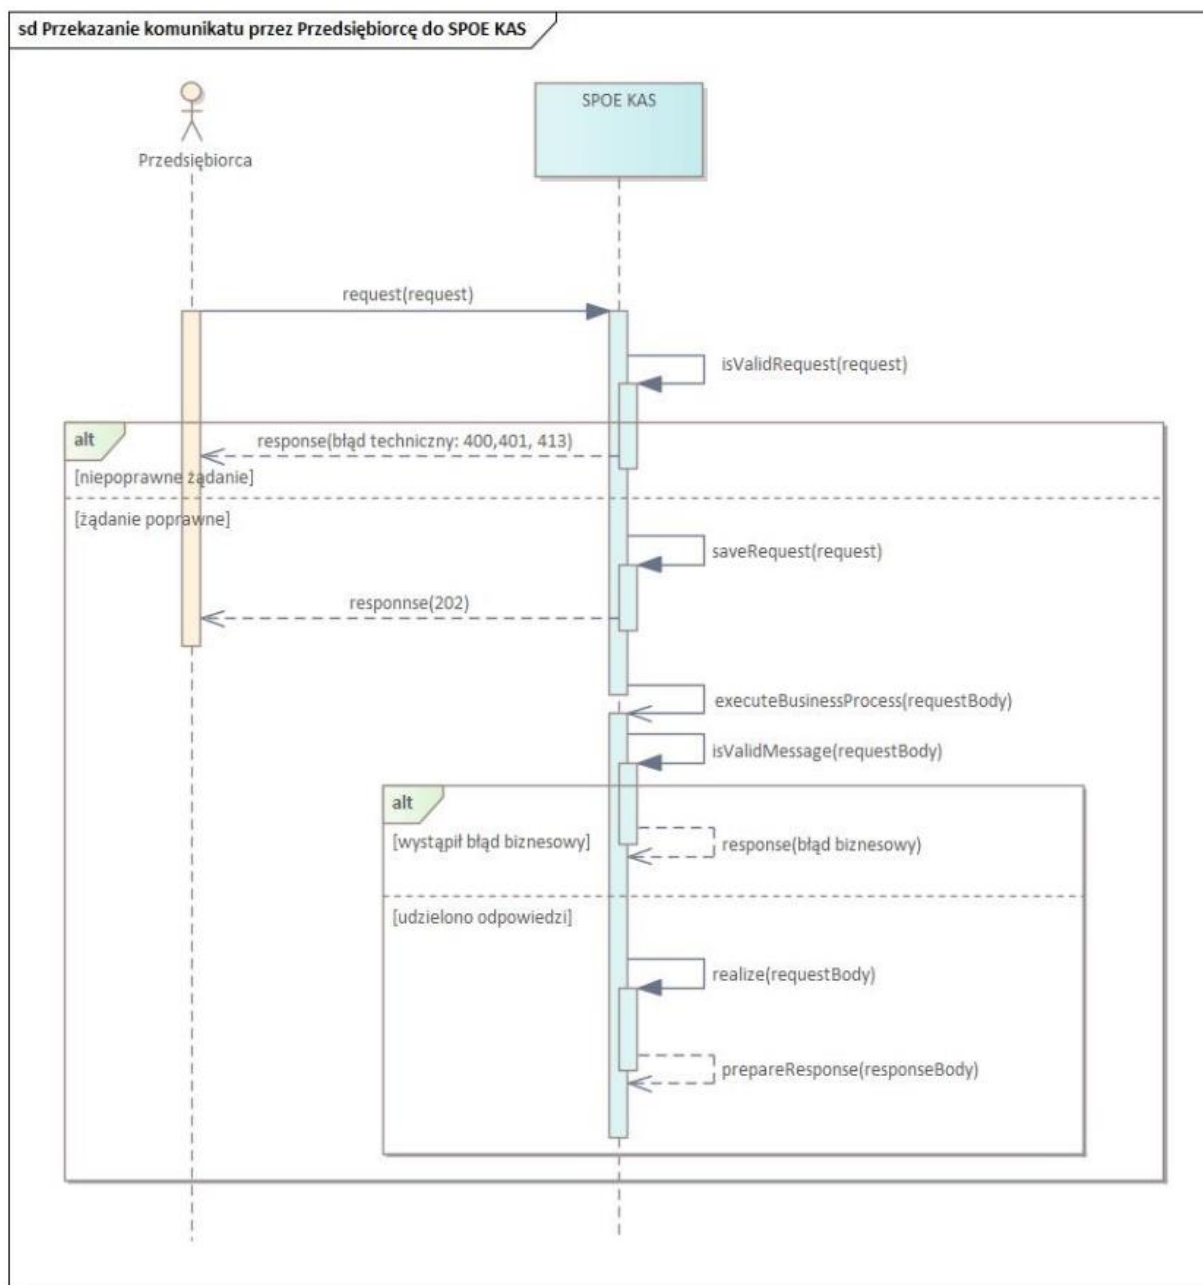 sd Przekazanie komunikatu przez Przedsiębiorcę do SPOE KAS
SPOE KAS
Przedsiębiorca
request(request)
isValidRequest(request)
alt
response(błąd techniczny: 400,401, 413)
[niepoprawne żądanie]
[żądanie poprawne]
saveRequest(request)
responnse(202)
executeBusinessProcess(requestBody)
isValidMessage(requestBody)
alt
[wystąpił błąd biznesowy]
response(błąd biznesowy)
[udzielono odpowiedzi]
realize(requestBody)
prepareResponse(responseBody)